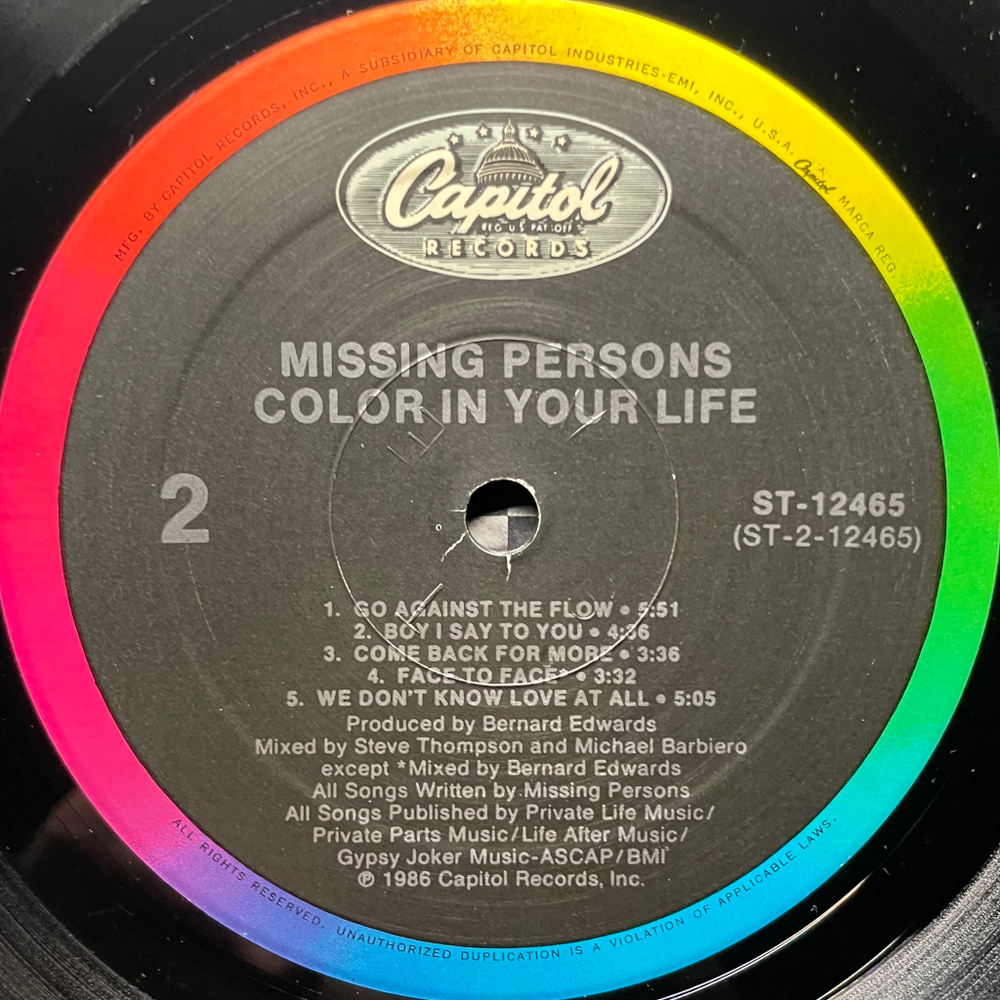 MFG. BY CAPITOL RECORDS, INC., A SUBSIDIARY OF CAPITOL INDUSTRIES-EMI, INC., U.S.A. Capitol MARCA REG.
Capitol
REG. U.S. PAT. OFF.
RECORDS
MISSING PERSONS
COLOR IN YOUR LIFE
2
ST-12465
(ST-2-12465)
1. GO AGAINST THE FLOW • 5:51
2. BOY I SAY TO YOU • 4:36
3. COME BACK FOR MORE • 3:36
4. FACE TO FACE* • 3:32
5. WE DON'T KNOW LOVE AT ALL • 5:05
Produced by Bernard Edwards
Mixed by Steve Thompson and Michael Barbiero
except *Mixed by Bernard Edwards
All Songs Written by Missing Persons
All Songs Published by Private Life Music/
Private Parts Music/Life After Music/
Gypsy Joker Music-ASCAP/BMI
℗ 1986 Capitol Records, Inc.
ALL RIGHTS RESERVED. UNAUTHORIZED DUPLICATION IS A VIOLATION OF APPLICABLE LAWS.